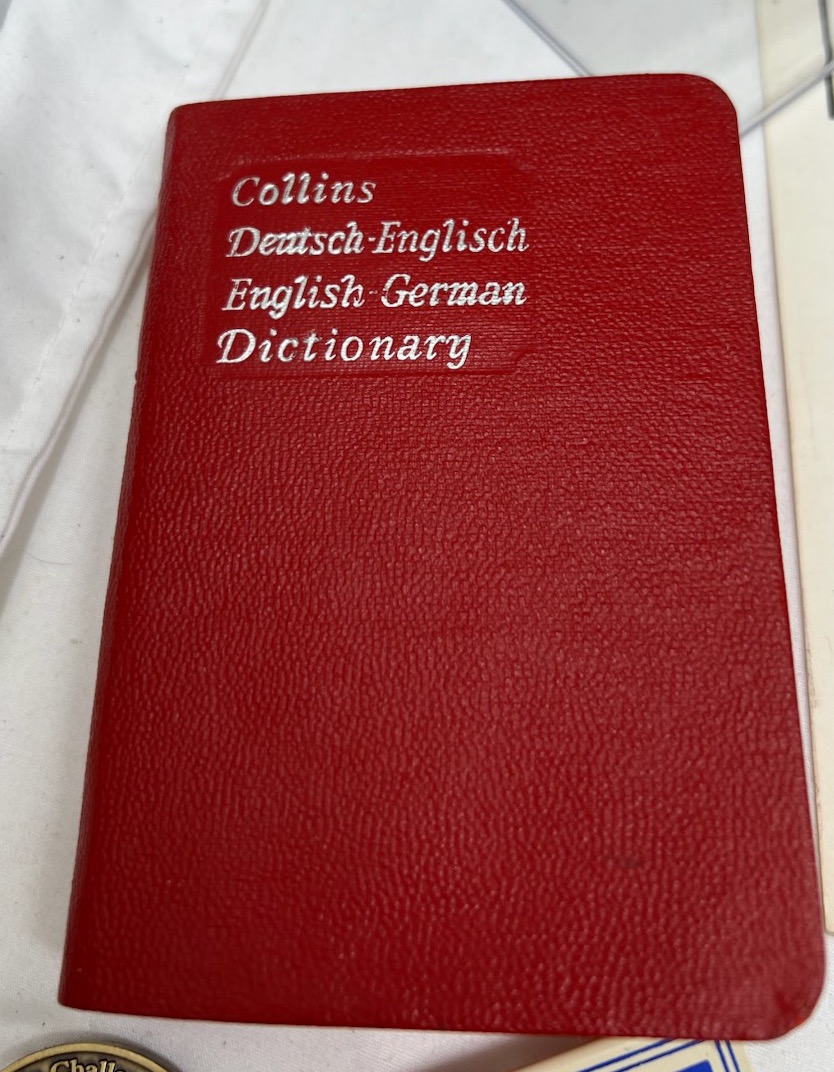 Collins
Deutsch-Englisch
English-German
Dictionary